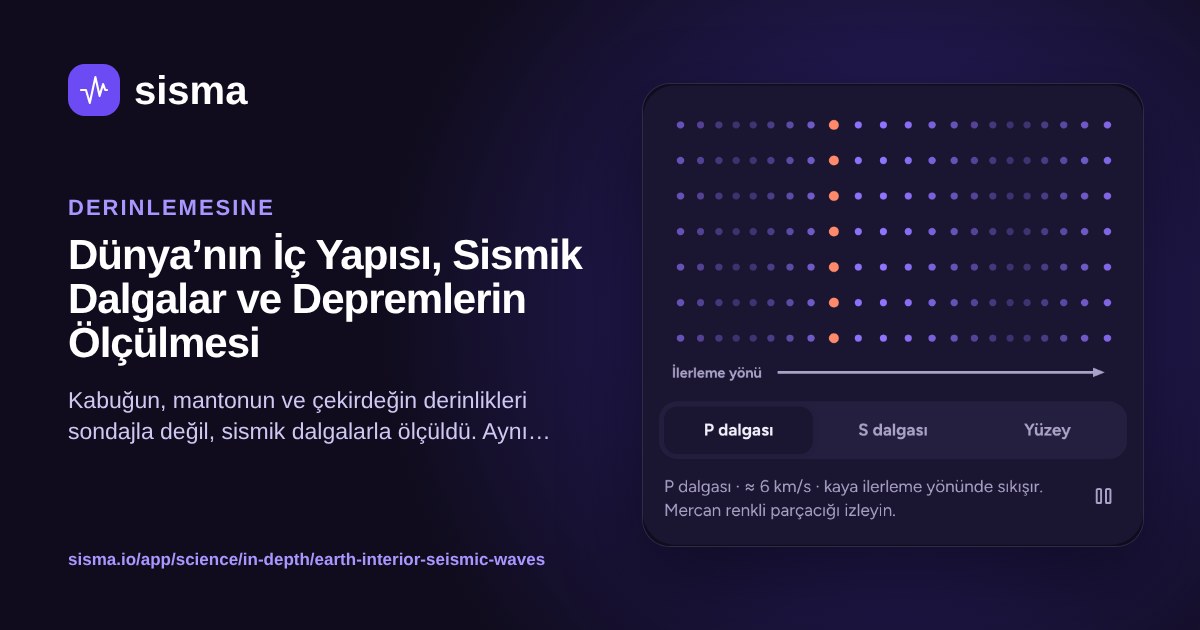 sisma
DERINLEMESINE
Dünya’nın İç Yapısı, Sismik
Dalgalar ve Depremlerin
Ölçülmesi
Kabuğun, mantonun ve çekirdeğin derinlikleri
sondajla değil, sismik dalgalarla ölçüldü. Aynı…
sisma.io/app/science/in-depth/earth-interior-seismic-waves
İlerleme yönü
P dalgası
S dalgası
Yüzey
P dalgası · ≈ 6 km/s · kaya ilerleme yönünde sıkışır.
Mercan renkli parçacığı izleyin.